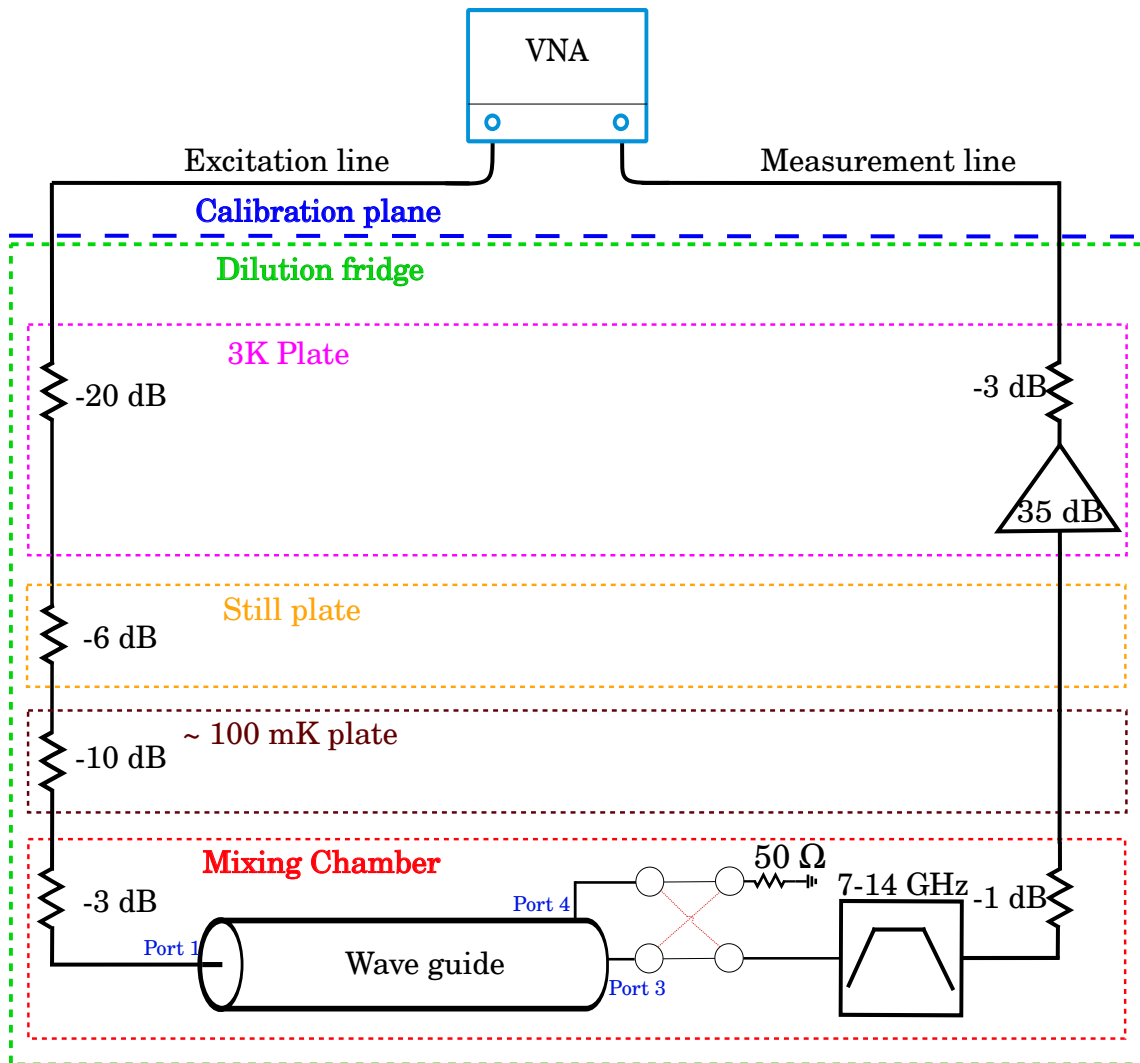 VNA
Excitation line
Measurement line
Calibration plane
Dilution fridge
3K Plate
-20 dB
-3 dB
35 dB
Still plate
-6 dB
~ 100 mK plate
-10 dB
Mixing Chamber
50 Ω
7-14 GHz
-3 dB
Port 4
-1 dB
Port 1
Wave guide
Port 3